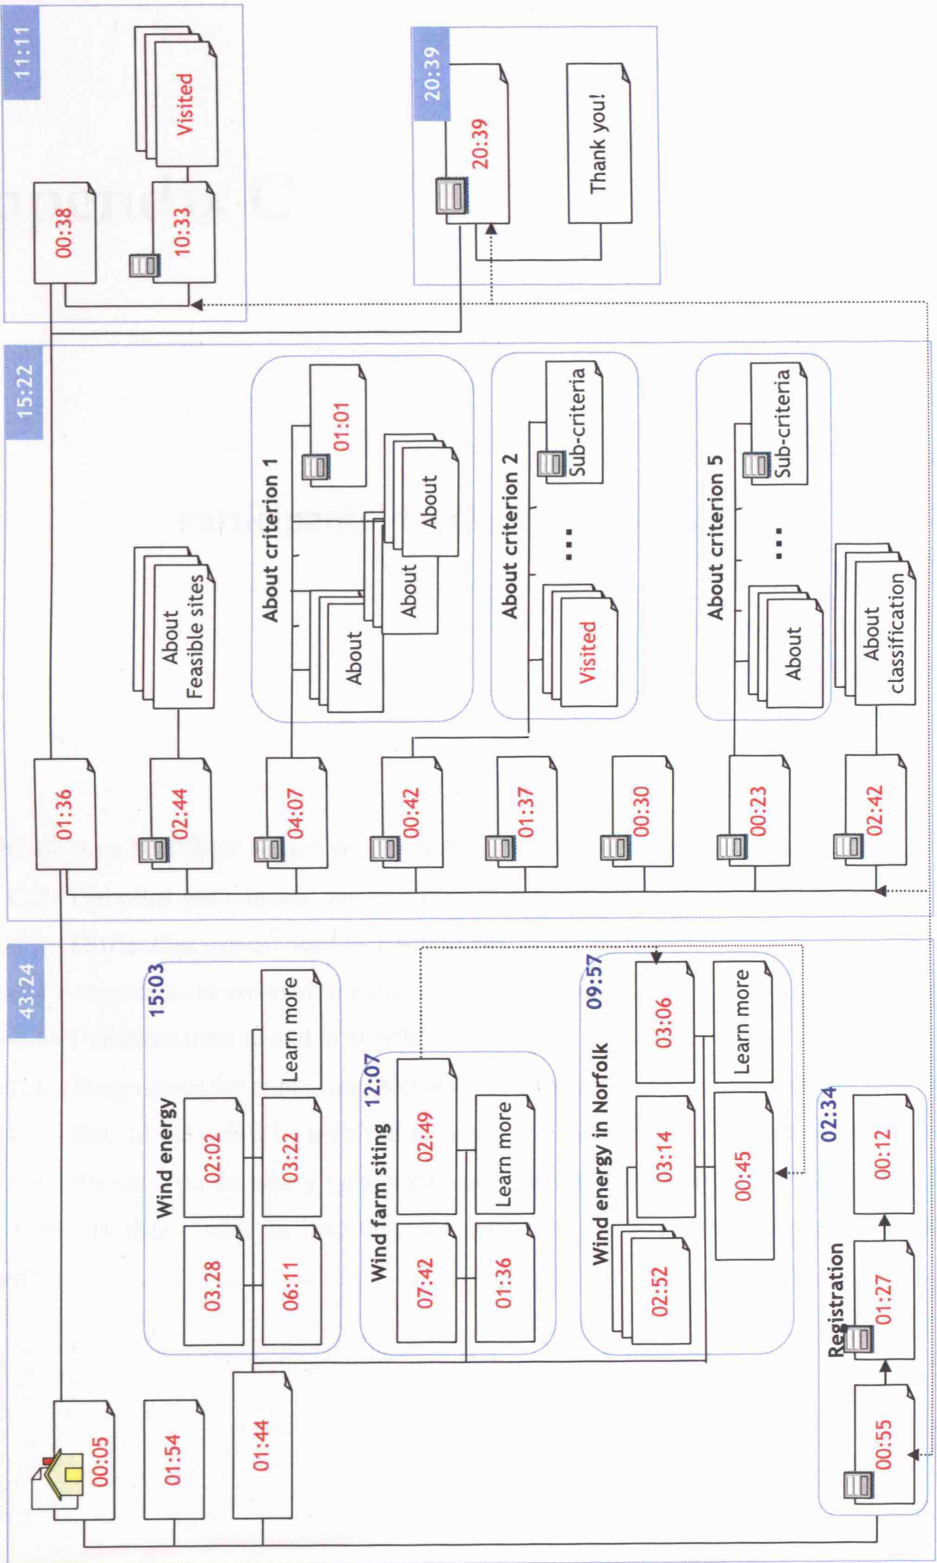 43:24
00:05
01:54
01:44
Wind energy
15:03
03.28
02:02
06:11
03:22
Learn more
Wind farm siting
12:07
07:42
02:49
01:36
Learn more
Wind energy in Norfolk
09:57
02:52
03:14
03:06
00:45
Learn more
Registration
02:34
00:55
01:27
00:12
15:22
01:36
02:44
About
Feasible sites
04:07
About criterion 1
About
About
About
01:01
00:42
About criterion 2
Visited
...
Sub-criteria
01:37
00:30
00:23
About criterion 5
About
...
Sub-criteria
02:42
About
classification
11:11
00:38
10:33
Visited
20:39
20:39
Thank you!